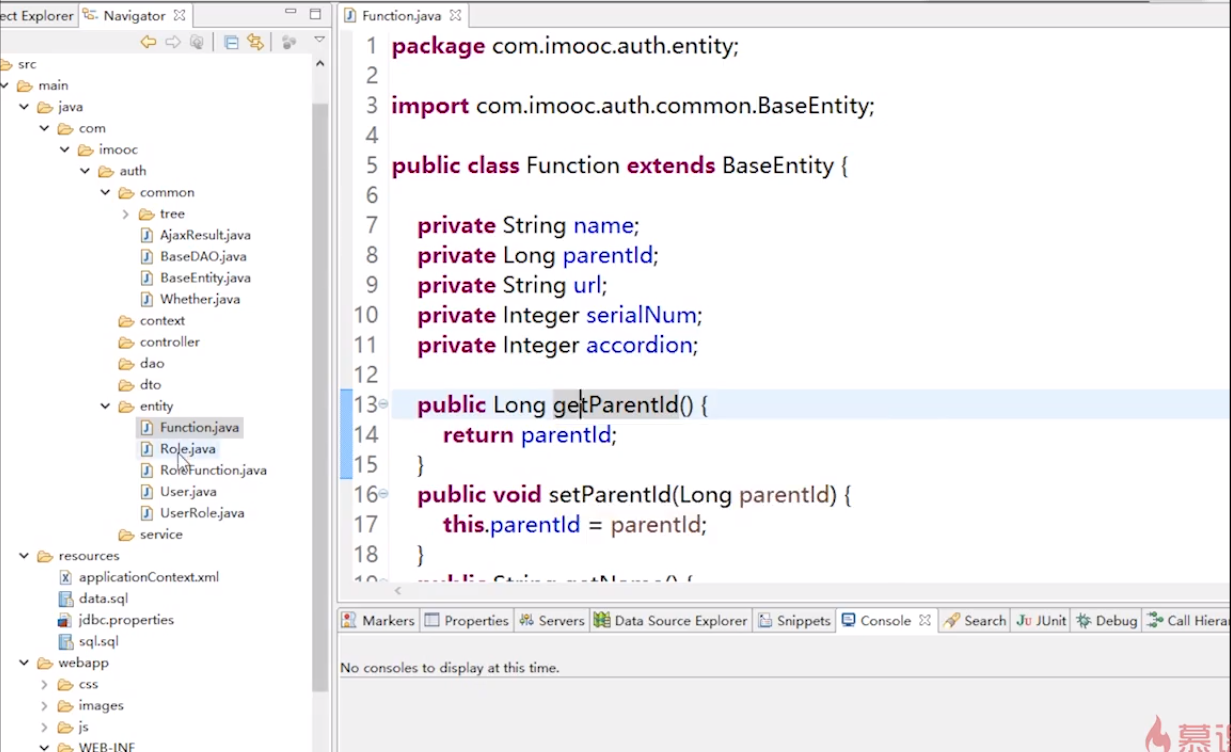 ect Explorer
Navigator
src
main
java
com
imooc
auth
common
tree
AjaxResult.java
BaseDAO.java
BaseEntity.java
Whether.java
context
controller
dao
dto
entity
Function.java
Role.java
RoleFunction.java
User.java
UserRole.java
service
resources
applicationContext.xml
data.sql
jdbc.properties
sql.sql
webapp
css
images
js
WEB-INF
Function.java
1 package com.imooc.auth.entity;
2
3 import com.imooc.auth.common.BaseEntity;
4
5 public class Function extends BaseEntity {
6
7 private String name;
8 private Long parentId;
9 private String url;
10 private Integer serialNum;
11 private Integer accordion;
12
13 public Long getParentId() {
14 return parentId;
15 }
16 public void setParentId(Long parentId) {
17 this.parentId = parentId;
18 }
19 public String getName() {
Markers Properties Servers Data Source Explorer Snippets Console Search JUnit Debug Call Hierar
No consoles to display at this time.
慕